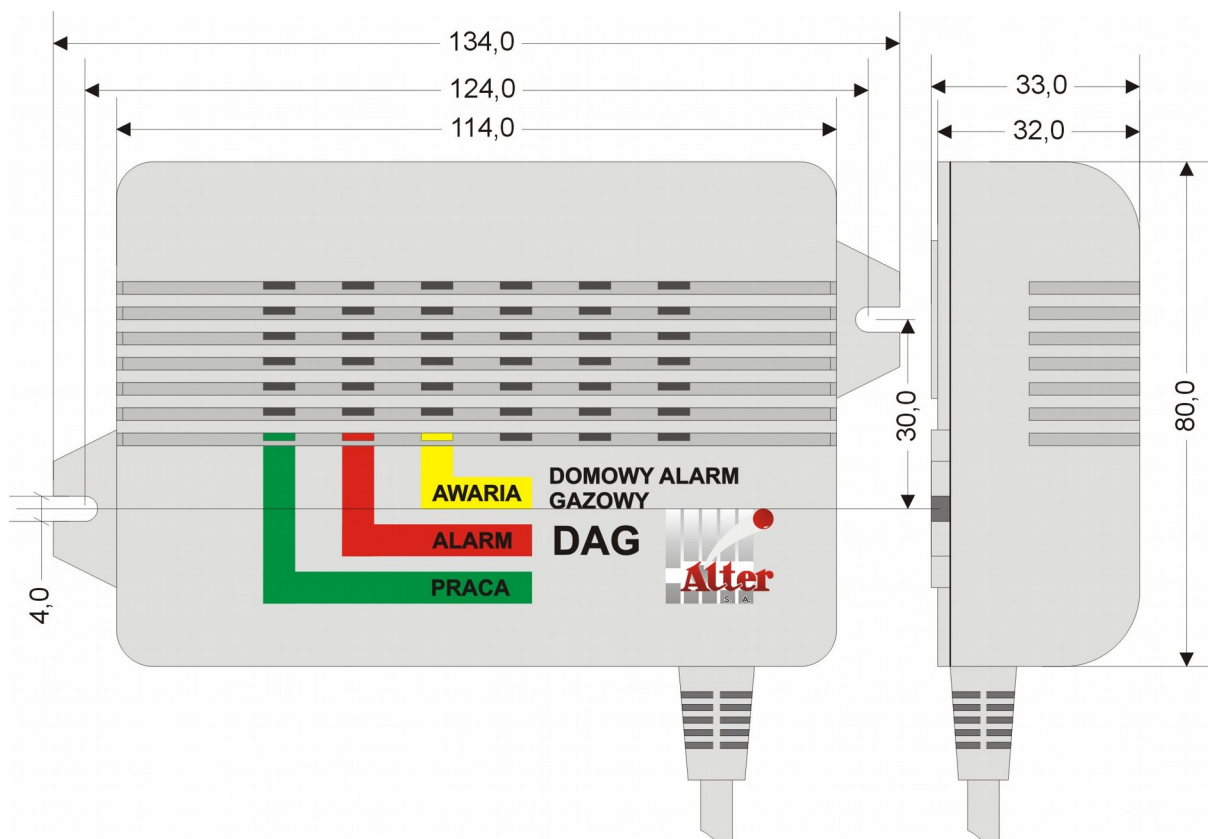 134,0
124,0
114,0
33,0
32,0
30,0
80,0
4,0
AWARIA
ALARM
PRACA
DOMOWY ALARM
GAZOWY
DAG
Alter
S. A.